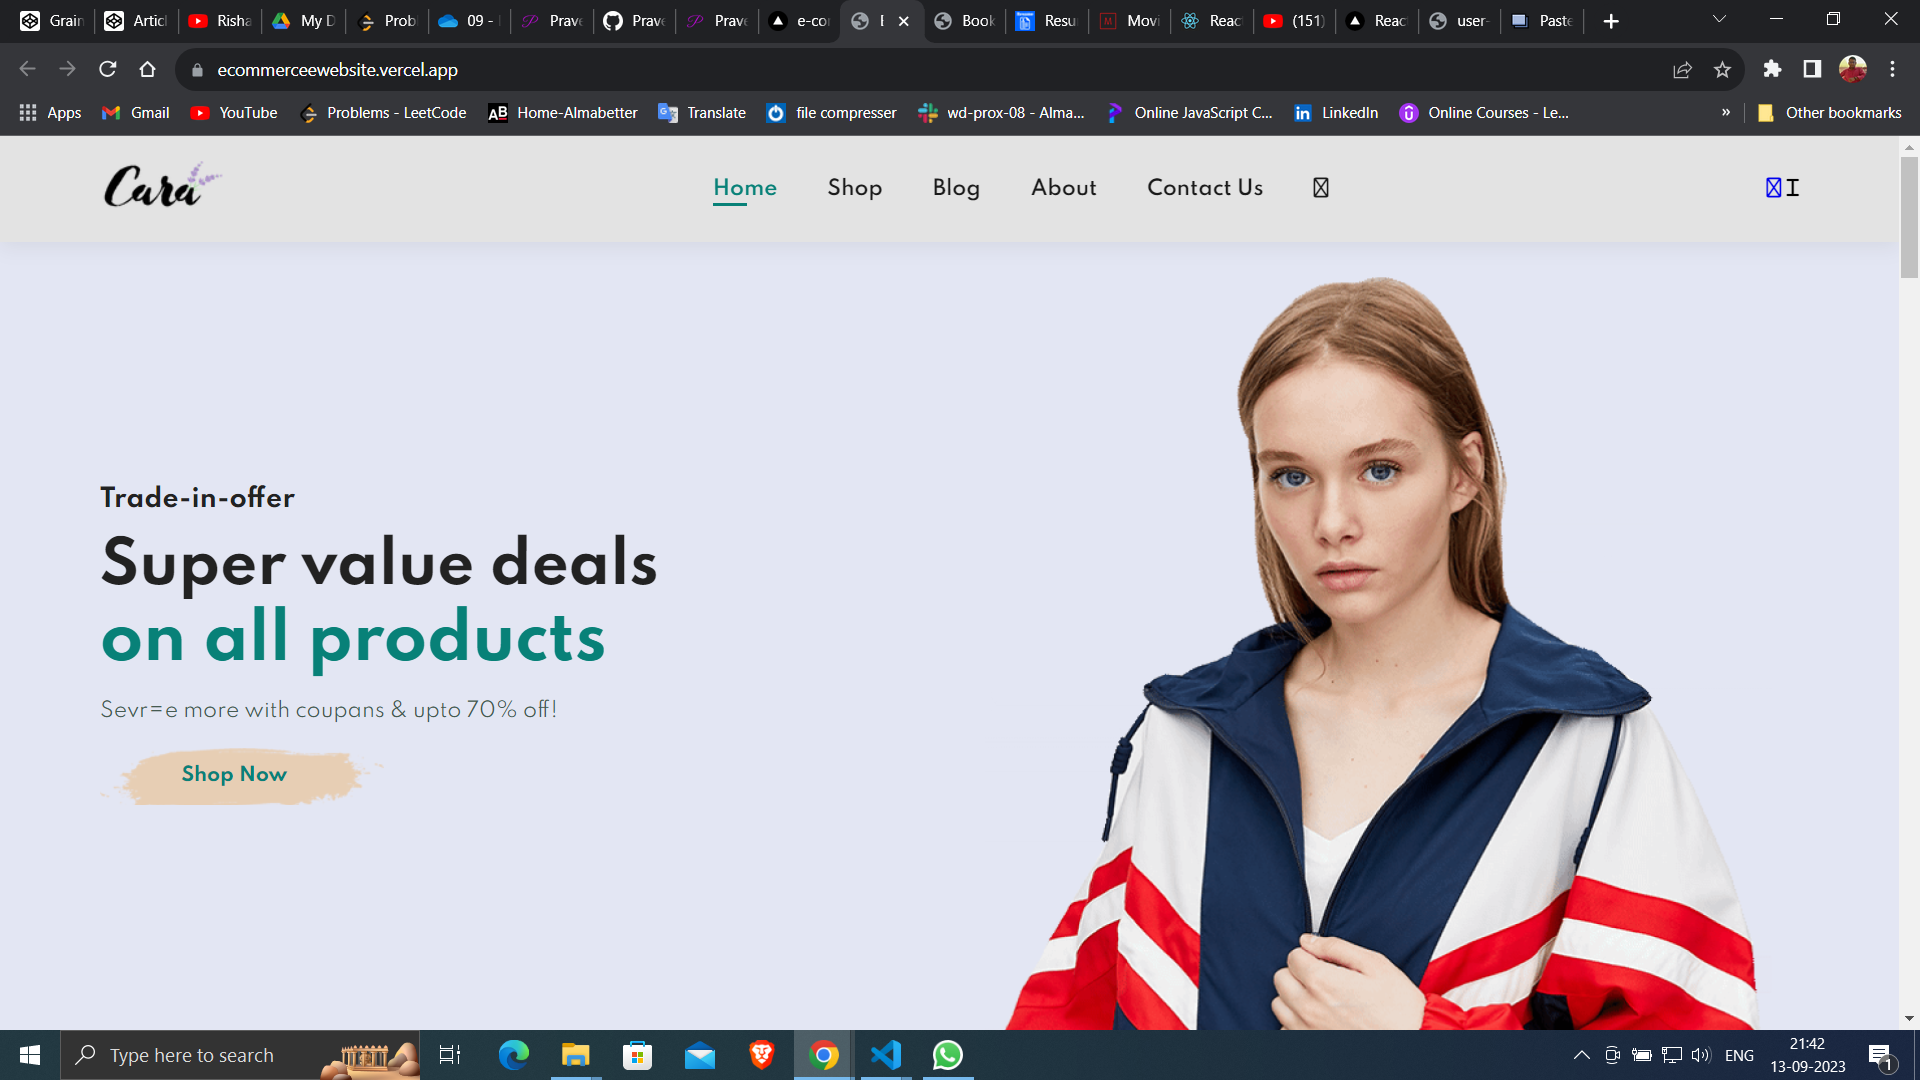 Grain
Articl
Risha
My D
Probl
09 - I
Prave
Prave
Prave
e-cor
E
Book
Resu
Movi
Reac
(151)
Reac
user-
Paste
ecommerceewebsite.vercel.app
Apps
Gmail
YouTube
Problems - LeetCode
AB
Home-Almabetter
Translate
file compresser
wd-prox-08 - Alma...
Online JavaScript C...
LinkedIn
Online Courses - Le...
»
Other bookmarks
Cara
Home
Shop
Blog
About
Contact Us
Trade-in-offer
Super value deals
on all products
Sevr=e more with coupans & upto 70% off!
Shop Now
Type here to search
ENG
21:42
13-09-2023
1